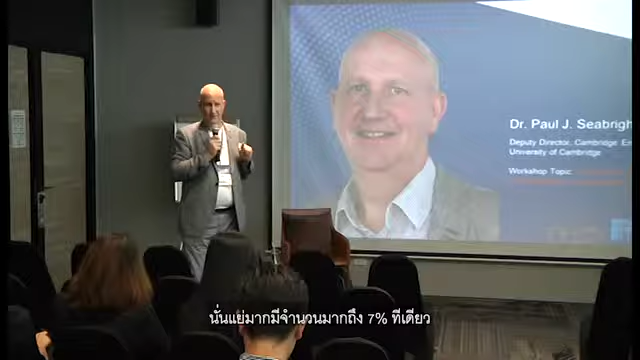 Dr. Paul J. Seabrigh
Deputy Director, Cambridge En
University of Cambridge
Workshop Topic
นั่นแย่มากมีจำนวนมากถึง 7% ทีเดียว